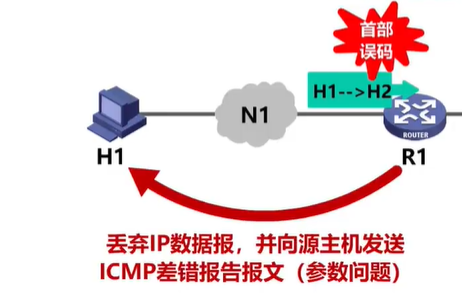 首部
误码
H1-->H2
N1
ROUTER
H1
R1
丢弃IP数据报，并向源主机发送
ICMP差错报告报文（参数问题）